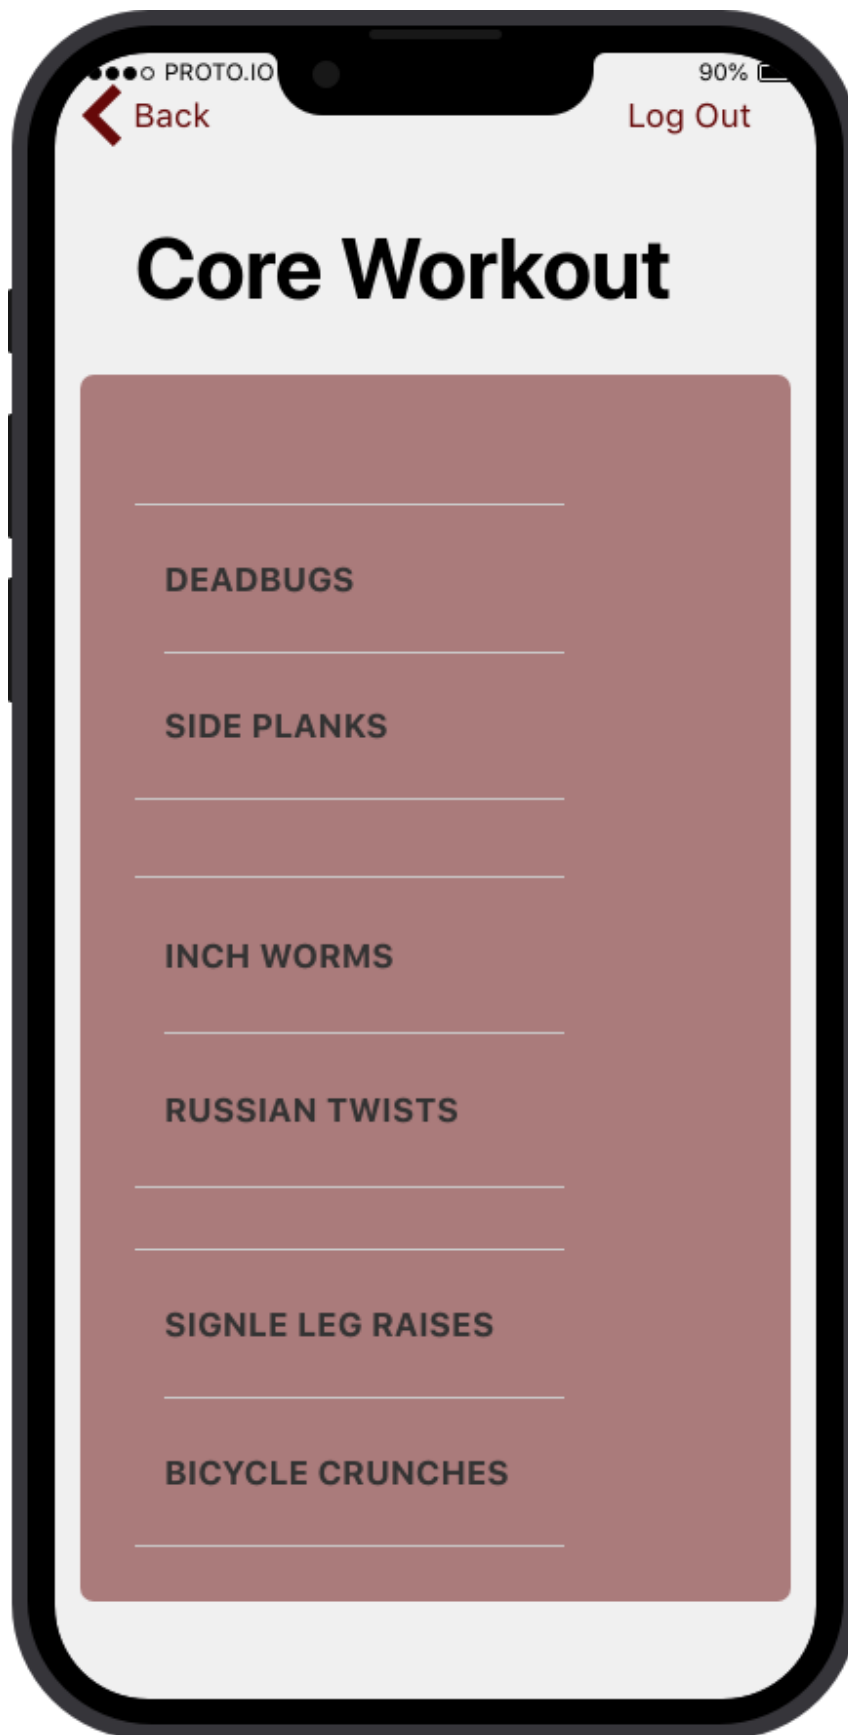 PROTO.IO 90%
Back Log Out
Core Workout
DEADBUGS
SIDE PLANKS
INCH WORMS
RUSSIAN TWISTS
SIGNLE LEG RAISES
BICYCLE CRUNCHES